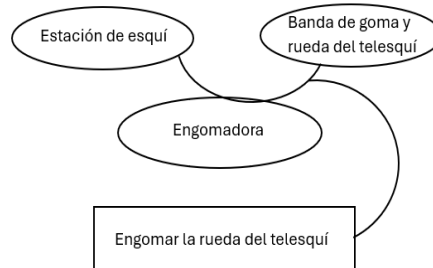 Estación de esquí
Banda de goma y
rueda del telesquí
Engomadora
Engomar la rueda del telesquí